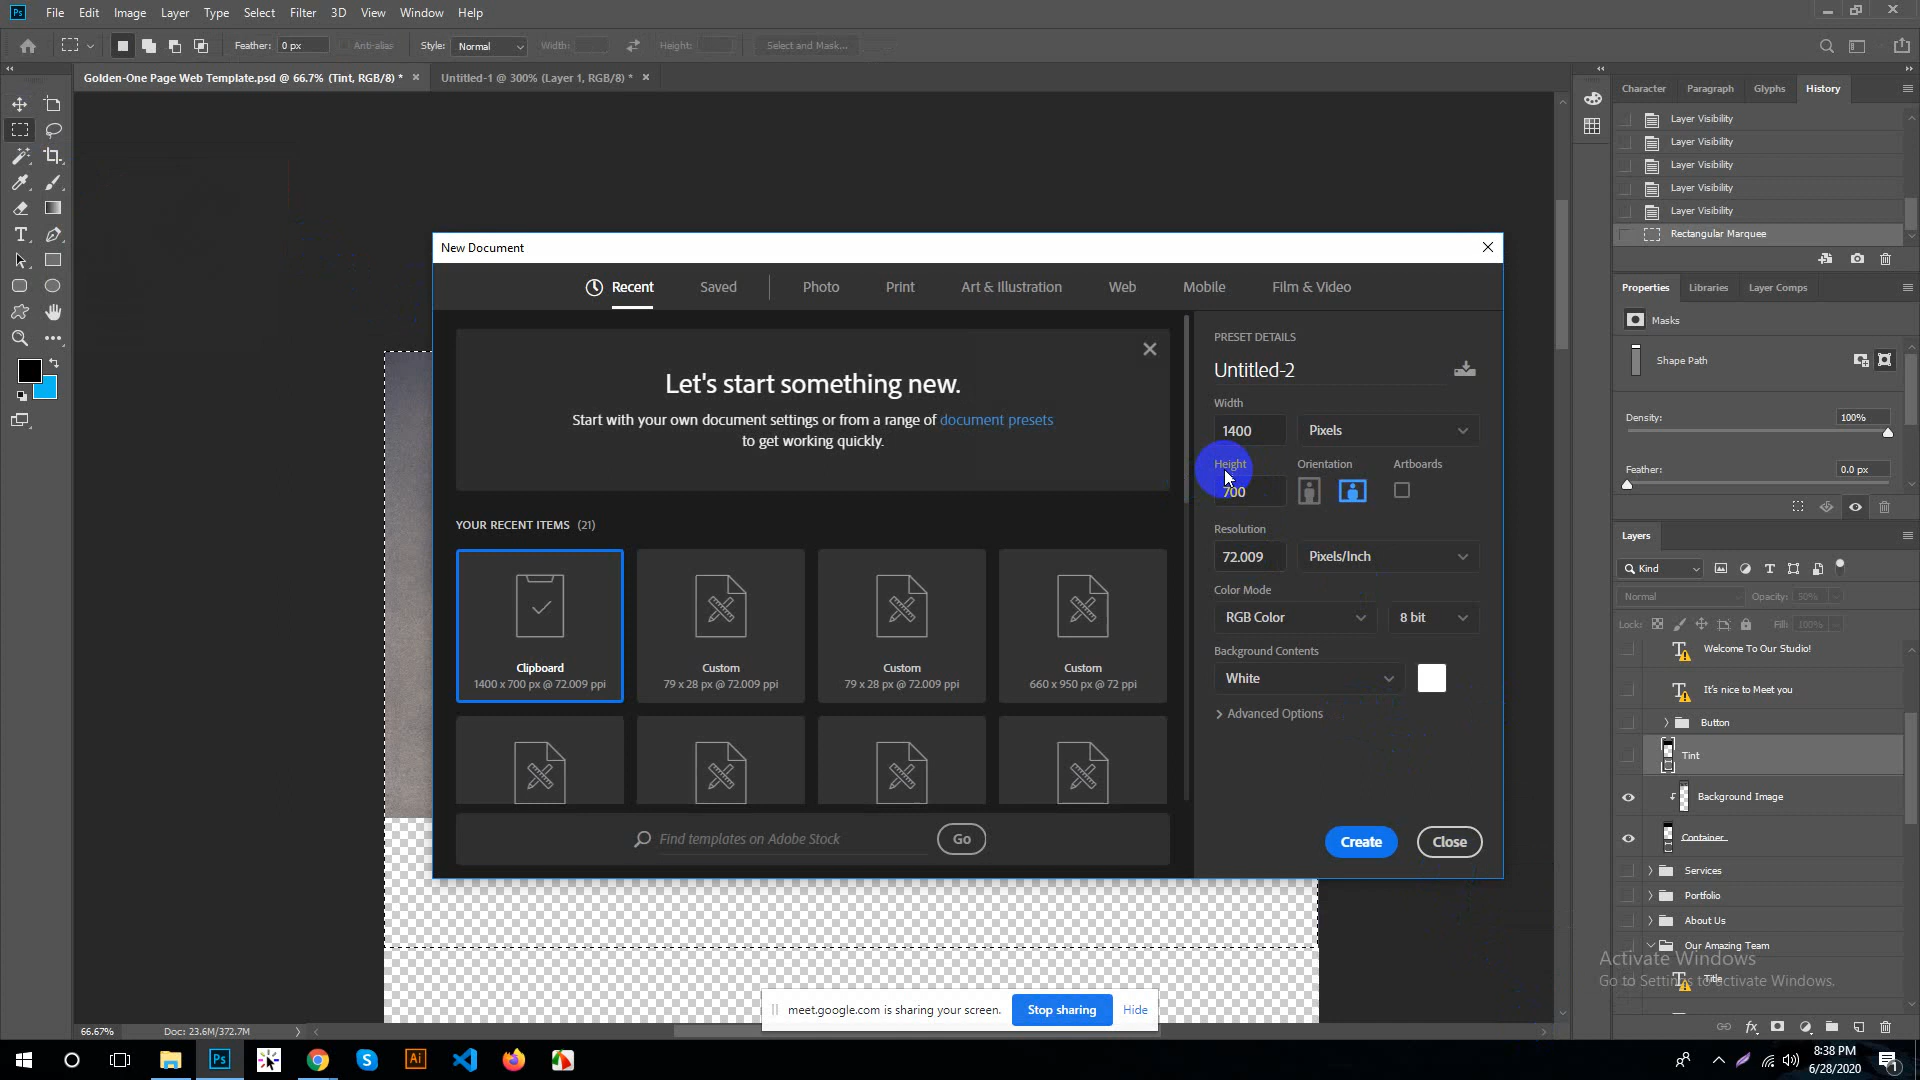 Ps File Edit Image Layer Type Select Filter 3D View Window Help
Feather: 0 px Anti-alias Style: Normal Width: Height: Select and Mask...
Golden-One Page Web Template.psd @ 66.7% (Tint, RGB/8) *
Untitled-1 @ 300% (Layer 1, RGB/8) *
Character Paragraph Glyphs History
Layer Visibility
Layer Visibility
Layer Visibility
Layer Visibility
Layer Visibility
Rectangular Marquee
New Document
Recent Saved Photo Print Art & Illustration Web Mobile Film & Video
Let's start something new.
Start with your own document settings or from a range of document presets
to get working quickly.
YOUR RECENT ITEMS (21)
Clipboard
1400 x 700 px @ 72.009 ppi
Custom
79 x 28 px @ 72.009 ppi
Custom
79 x 28 px @ 72.009 ppi
Custom
660 x 950 px @ 72 ppi
Find templates on Adobe Stock Go
PRESET DETAILS
Untitled-2
Width
1400 Pixels
Height Orientation Artboards
700
Resolution
72.009 Pixels/Inch
Color Mode
RGB Color 8 bit
Background Contents
White
Advanced Options
Create Close
Properties Libraries Layer Comps
Masks
Shape Path
Density: 100%
Feather: 0.0 px
Layers
Kind
Normal Opacity: 50%
Lock: Fill: 100%
Welcome To Our Studio!
It's nice to Meet you
Button
Tint
Background Image
Container
Services
Portfolio
About Us
Our Amazing Team
Title
Activate Windows
Go to Settings to activate Windows.
meet.google.com is sharing your screen. Stop sharing Hide
66.67% Doc: 23.6M/372.7M
Ps S Ai
8:38 PM
6/28/2020
1